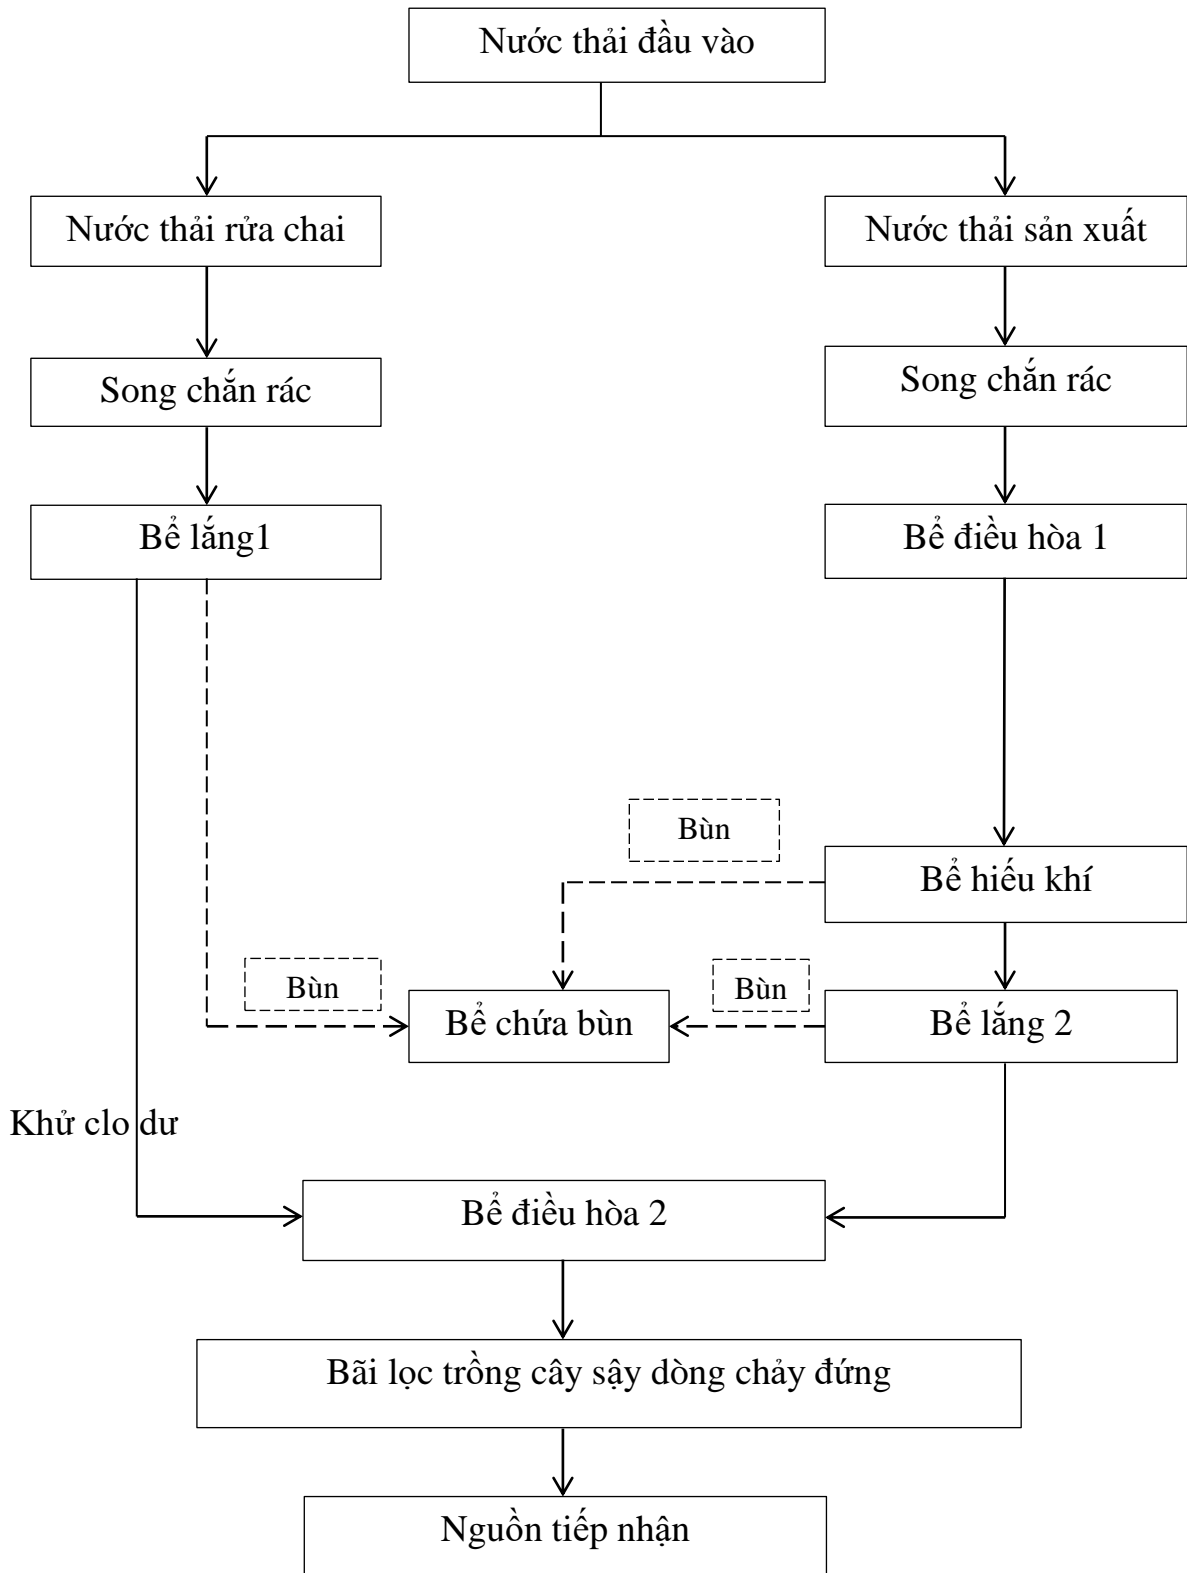 Nước thải đầu vào
Nước thải rửa chai
Nước thải sản xuất
Song chắn rác
Song chắn rác
Bể lắng1
Bể điều hòa 1
Bùn
Bể hiếu khí
Bùn
Bể chứa bùn
Bùn
Bể lắng 2
Khử clo dư
Bể điều hòa 2
Bãi lọc trồng cây sậy dòng chảy đứng
Nguồn tiếp nhận